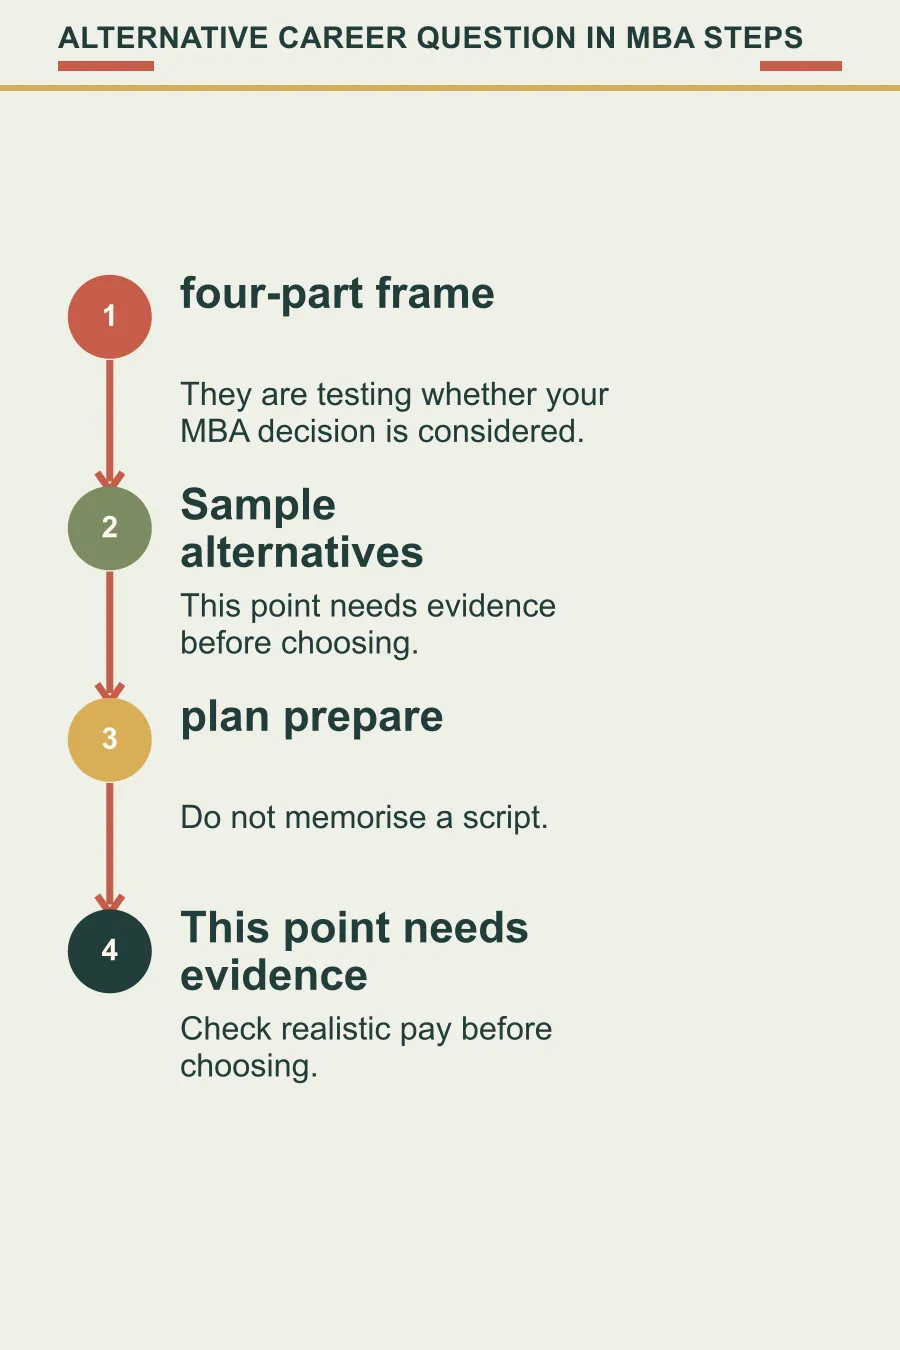 ALTERNATIVE CAREER QUESTION IN MBA STEPS
1
four-part frame
They are testing whether your
MBA decision is considered.
2
Sample
alternatives
This point needs evidence
before choosing.
3
plan prepare
Do not memorise a script.
4
This point needs
evidence
Check realistic pay before
choosing.